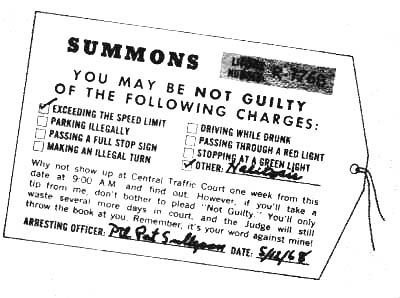 SUMMONS
LICENSE
NUMBER
YOU MAY BE NOT GUILTY
OF THE FOLLOWING CHARGES:
EXCEEDING THE SPEED LIMIT
PARKING ILLEGALLY
PASSING A FULL STOP SIGN
MAKING AN ILLEGAL TURN
DRIVING WHILE DRUNK
PASSING THROUGH A RED LIGHT
STOPPING AT A GREEN LIGHT
OTHER:
Why not show up at Central Traffic Court one week from this
date at 9:00 AM and find out. However, if you'll take a
tip from me, don't bother to plead "Not Guilty." You'll only
waste several more days in court, and the Judge will still
throw the book at you. Remember, it's your word against mine!
ARRESTING OFFICER: Ptl Pat Sullivan DATE: 5/12/68